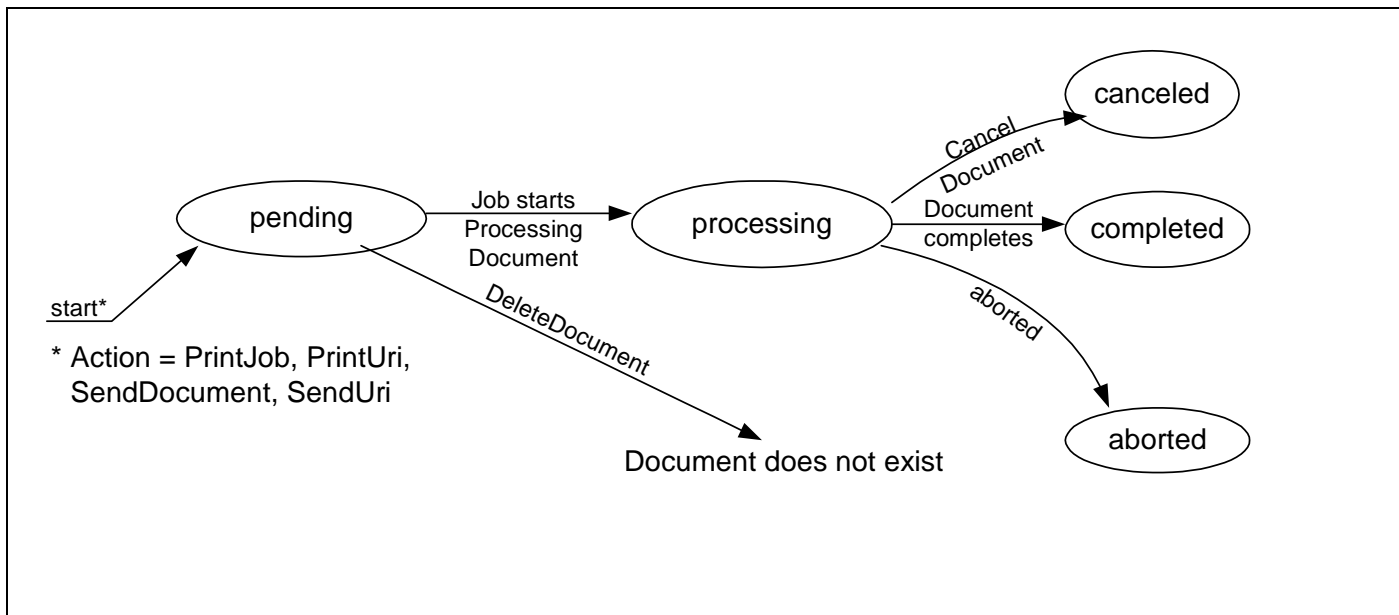 canceled
Cancel
Document
pending
Job starts
Processing
Document
processing
Document
completes
completed
start*
DeleteDocument
aborted
* Action = PrintJob, PrintUri,
SendDocument, SendUri
Document does not exist
aborted